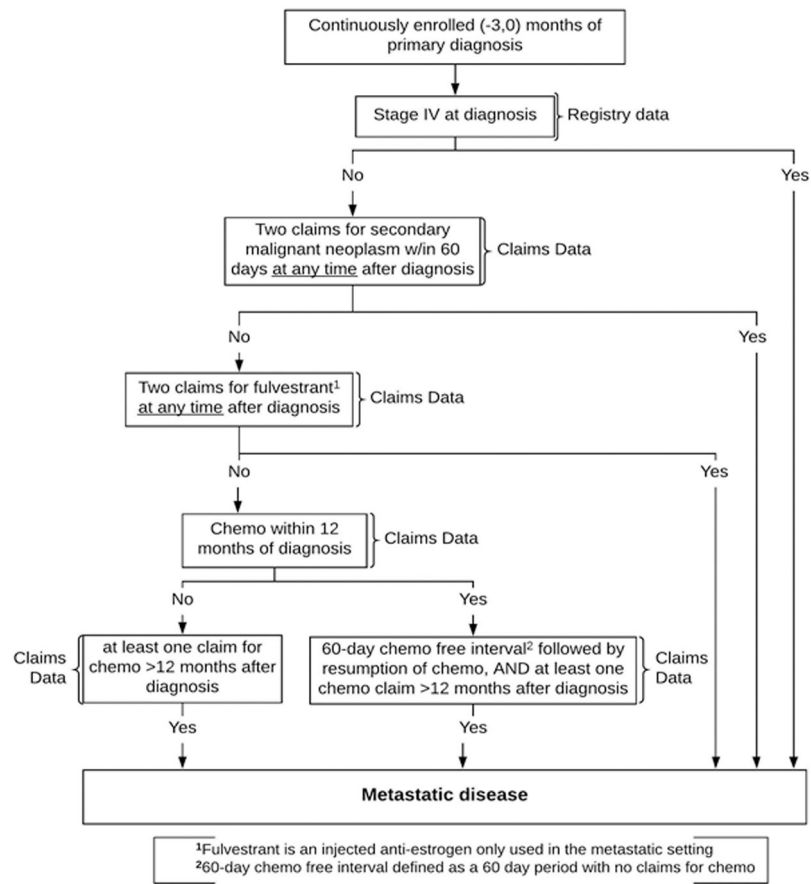 Continuously enrolled (-3,0) months of
primary diagnosis
Stage IV at diagnosis
Registry data
No
Yes
Two claims for secondary
malignant neoplasm w/in 60
days at any time after diagnosis
Claims Data
No
Yes
Two claims for fulvestrant¹
at any time after diagnosis
Claims Data
No
Yes
Chemo within 12
months of diagnosis
Claims Data
No
Yes
Claims
Data
at least one claim for
chemo >12 months after
diagnosis
60-day chemo free interval² followed by
resumption of chemo, AND at least one
chemo claim >12 months after diagnosis
Claims
Data
Yes
Yes
Metastatic disease
¹Fulvestrant is an injected anti-estrogen only used in the metastatic setting
²60-day chemo free interval defined as a 60 day period with no claims for chemo